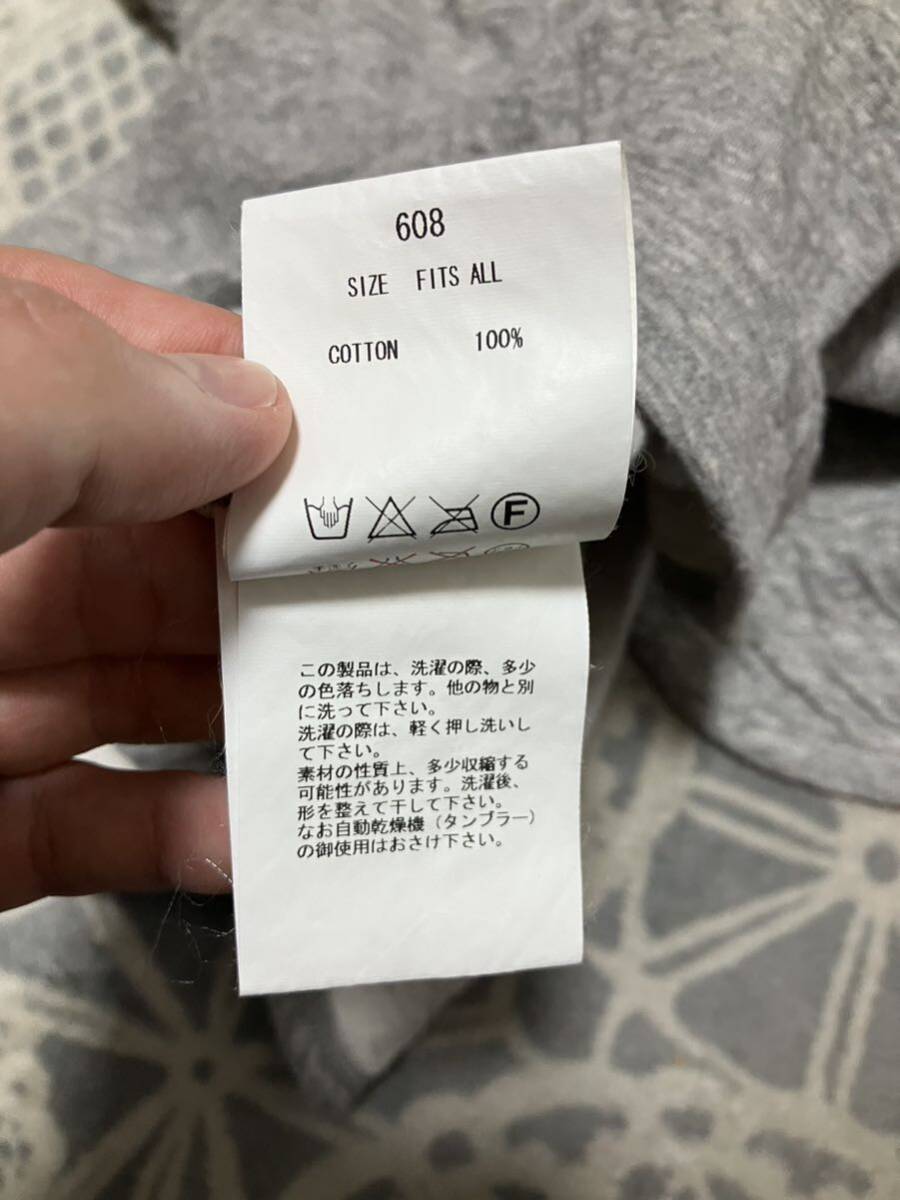 608
SIZE FITS ALL
COTTON 100%
F
この製品は、洗濯の際、多少
の色落ちします。他の物と別
に洗って下さい。
洗濯の際は、軽く押し洗いし
て下さい。
素材の性質上、多少収縮する
可能性があります。洗濯後、
形を整えて干して下さい。
なお自動乾燥機（タンブラー）
の御使用はおさけ下さい。